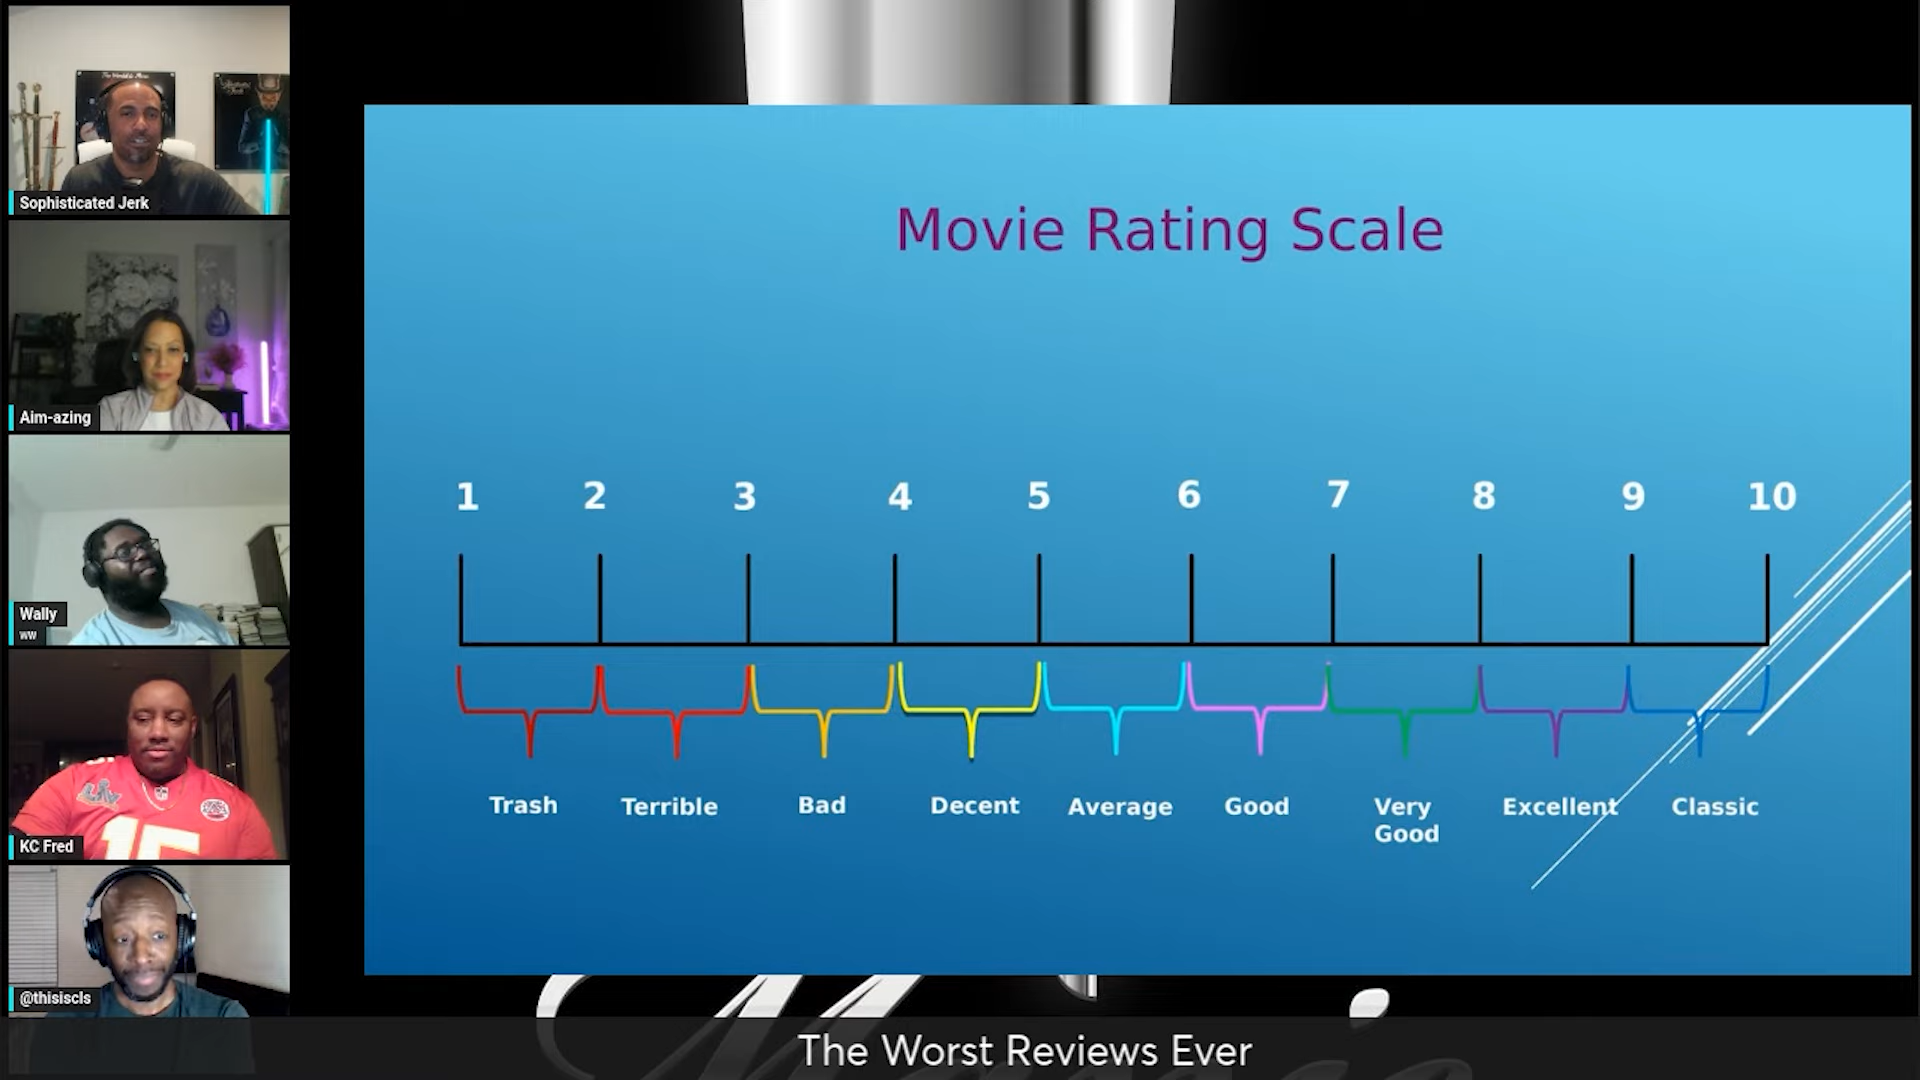 Sophisticated Jerk
Aim-azing
Wally
ww
KC Fred
@thisiscls
Movie Rating Scale
1 2 3 4 5 6 7 8 9 10
Trash Terrible Bad Decent Average Good Very Good Excellent Classic
The Worst Reviews Ever